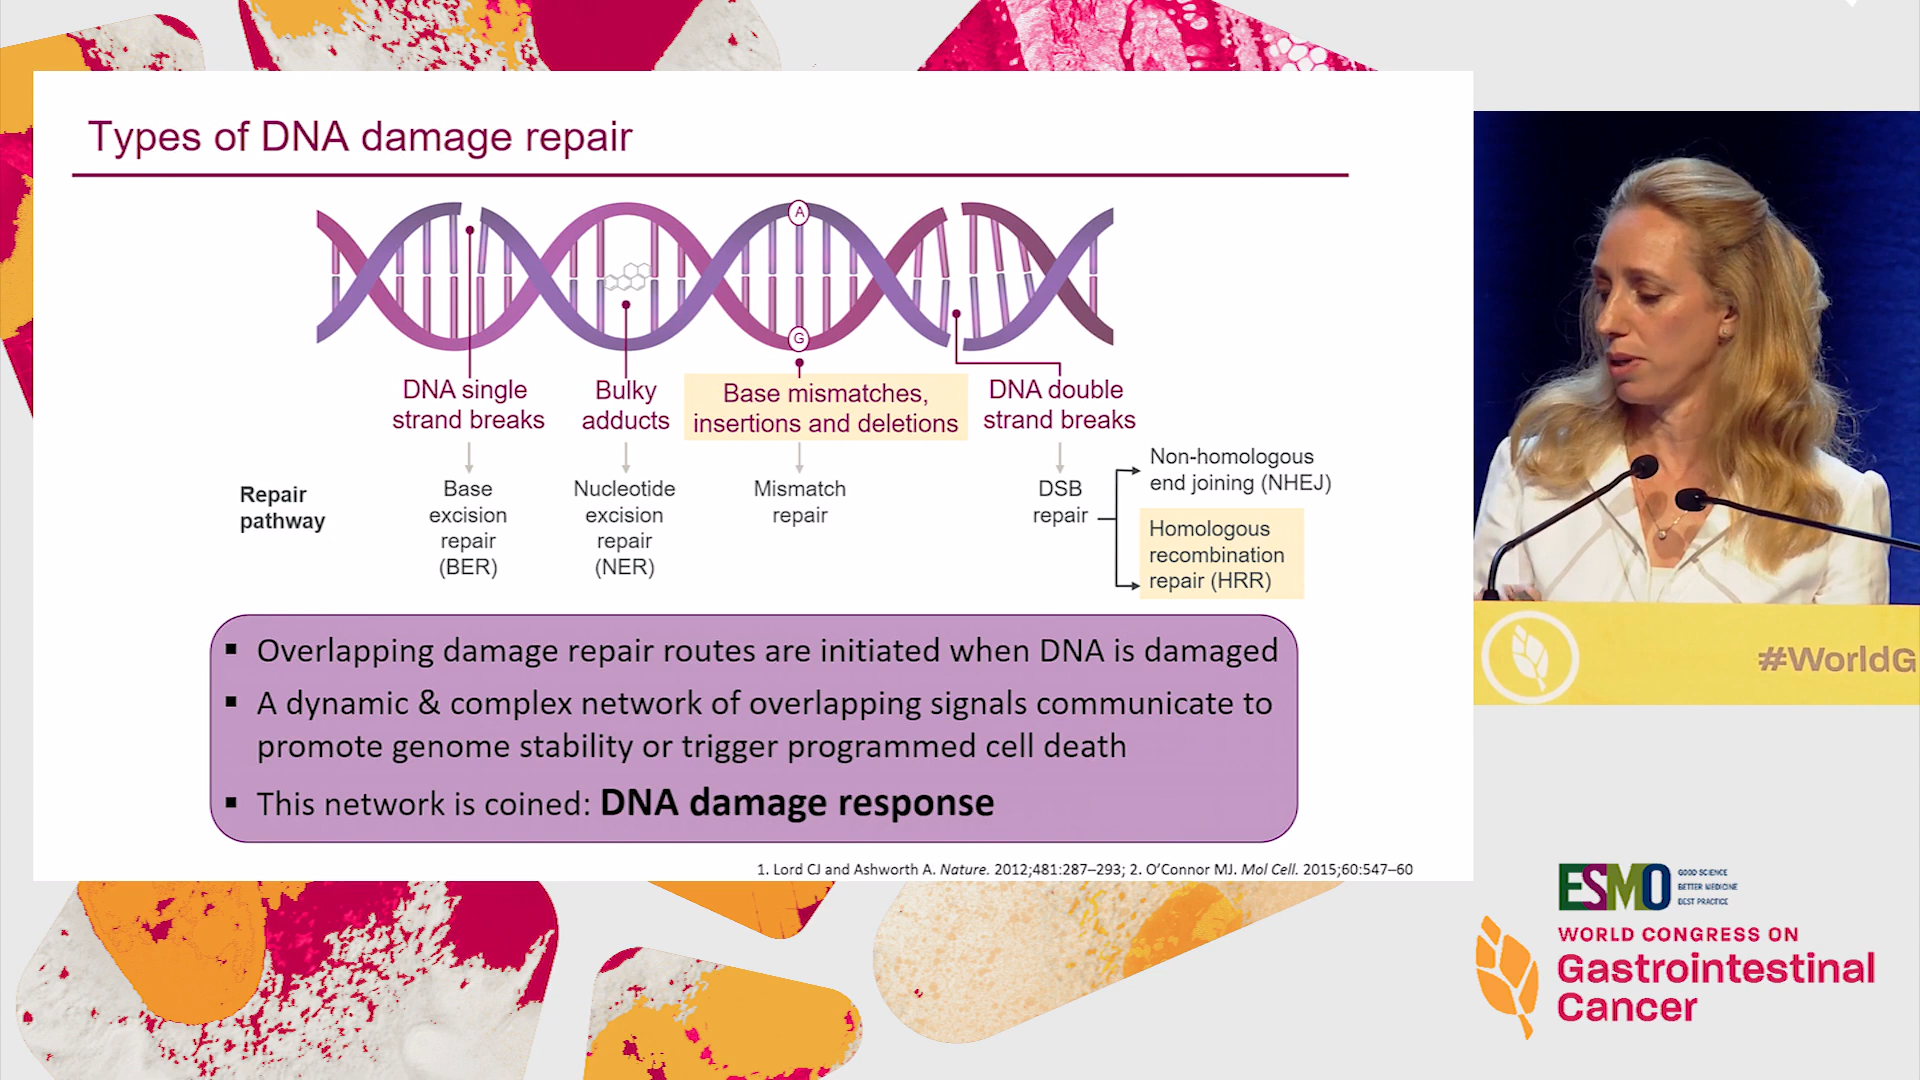 Types of DNA damage repair
A
G
DNA single
strand breaks
Bulky
adducts
Base mismatches,
insertions and deletions
DNA double
strand breaks
Repair
pathway
Base
excision
repair
(BER)
Nucleotide
excision
repair
(NER)
Mismatch
repair
DSB
repair
Non-homologous
end joining (NHEJ)
Homologous
recombination
repair (HRR)
▪ Overlapping damage repair routes are initiated when DNA is damaged
▪ A dynamic & complex network of overlapping signals communicate to
promote genome stability or trigger programmed cell death
▪ This network is coined: DNA damage response
1. Lord CJ and Ashworth A. Nature. 2012;481:287–293; 2. O'Connor MJ. Mol Cell. 2015;60:547–60
#WorldG
ESMO
GOOD SCIENCE
BETTER MEDICINE
BEST PRACTICE
WORLD CONGRESS ON
Gastrointestinal
Cancer